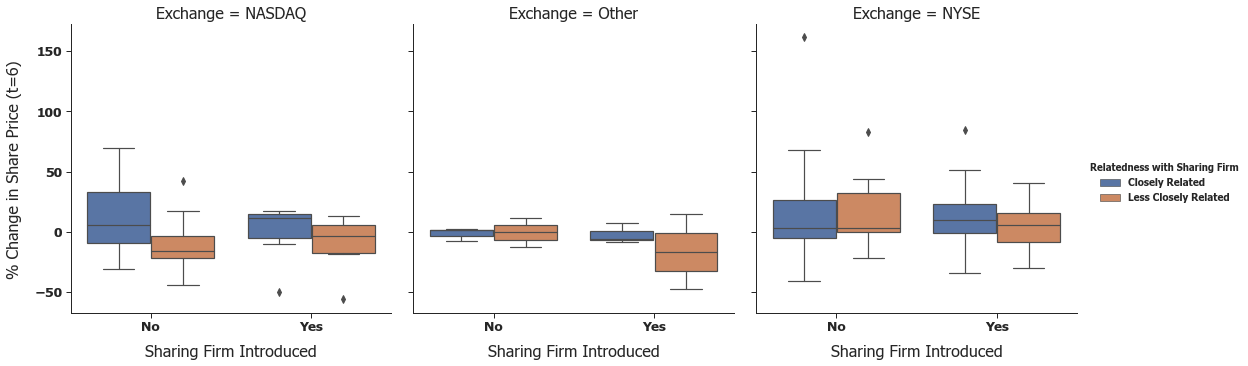 Exchange = NASDAQ
Exchange = Other
Exchange = NYSE
% Change in Share Price (t=6)
150
100
50
0
−50
No
Yes
No
Yes
No
Yes
Sharing Firm Introduced
Sharing Firm Introduced
Sharing Firm Introduced
Relatedness with Sharing Firm
Closely Related
Less Closely Related